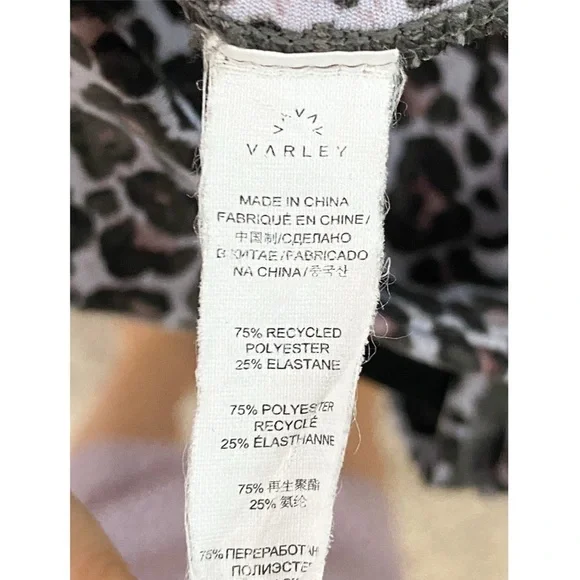 VARLEY
MADE IN CHINA
FABRIQUÉ EN CHINE/
中国制/СДЕЛАНО
В КИТАЕ/FABRICADO
NA CHINA/중국산
75% RECYCLED
POLYESTER
25% ELASTANE
75% POLYESTER
RECYCLÉ
25% ÉLASTHANNE
75% 再生聚酯
25% 氨纶
75% ПЕРЕРАБОТАН
ПОЛИЭСТ